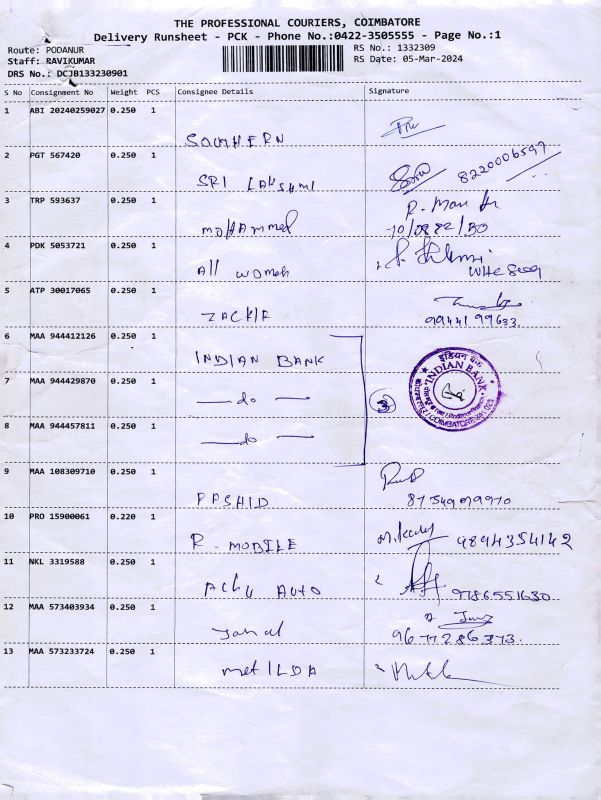 THE PROFESSIONAL COURIERS, COIMBATORE
Delivery Runsheet - PCK - Phone No.:0422-3505555 - Page No.:1
Route: PODANUR
Staff: RAVIKUMAR
DRS No.: DCJB133230901
RS No.: 1332309
RS Date: 05-Mar-2024
S No Consignment No Weight PCS Consignee Details Signature
1 ABI 20240259027 0.250 1
SOUTHERN
2 PGT 567420 0.250 1
SRI LAKSHMI 8220006597
3 TRP 593637 0.250 1
MOHAmmed
4 PDK 5053721 0.250 1
All women
5 ATP 30017065 0.250 1
ZACKIR 9944199633
6 MAA 944412126 0.250 1
INDIAN BANK
7 MAA 944429870 0.250 1
do
3
8 MAA 944457811 0.250 1
do
इंडियन बैंक
INDIAN BANK
9 MAA 108309710 0.250 1
RASHID
10 PRO 15900061 0.220 1
R. MOBILE 9894354142
11 NKL 3319588 0.250 1
ACHU AUTO 9786551630
12 MAA 573403934 0.250 1
9677286373
13 MAA 573233724 0.250 1
metILDA